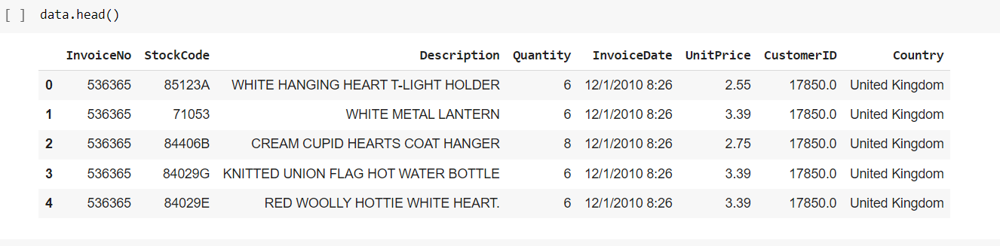 [ ] data.head()
InvoiceNo StockCode Description Quantity InvoiceDate UnitPrice CustomerID Country
0 536365 85123A WHITE HANGING HEART T-LIGHT HOLDER 6 12/1/2010 8:26 2.55 17850.0 United Kingdom
1 536365 71053 WHITE METAL LANTERN 6 12/1/2010 8:26 3.39 17850.0 United Kingdom
2 536365 84406B CREAM CUPID HEARTS COAT HANGER 8 12/1/2010 8:26 2.75 17850.0 United Kingdom
3 536365 84029G KNITTED UNION FLAG HOT WATER BOTTLE 6 12/1/2010 8:26 3.39 17850.0 United Kingdom
4 536365 84029E RED WOOLLY HOTTIE WHITE HEART. 6 12/1/2010 8:26 3.39 17850.0 United Kingdom